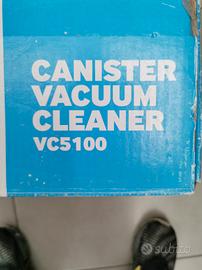 CANISTER
VACUUM
CLEANER
VC5100
subito